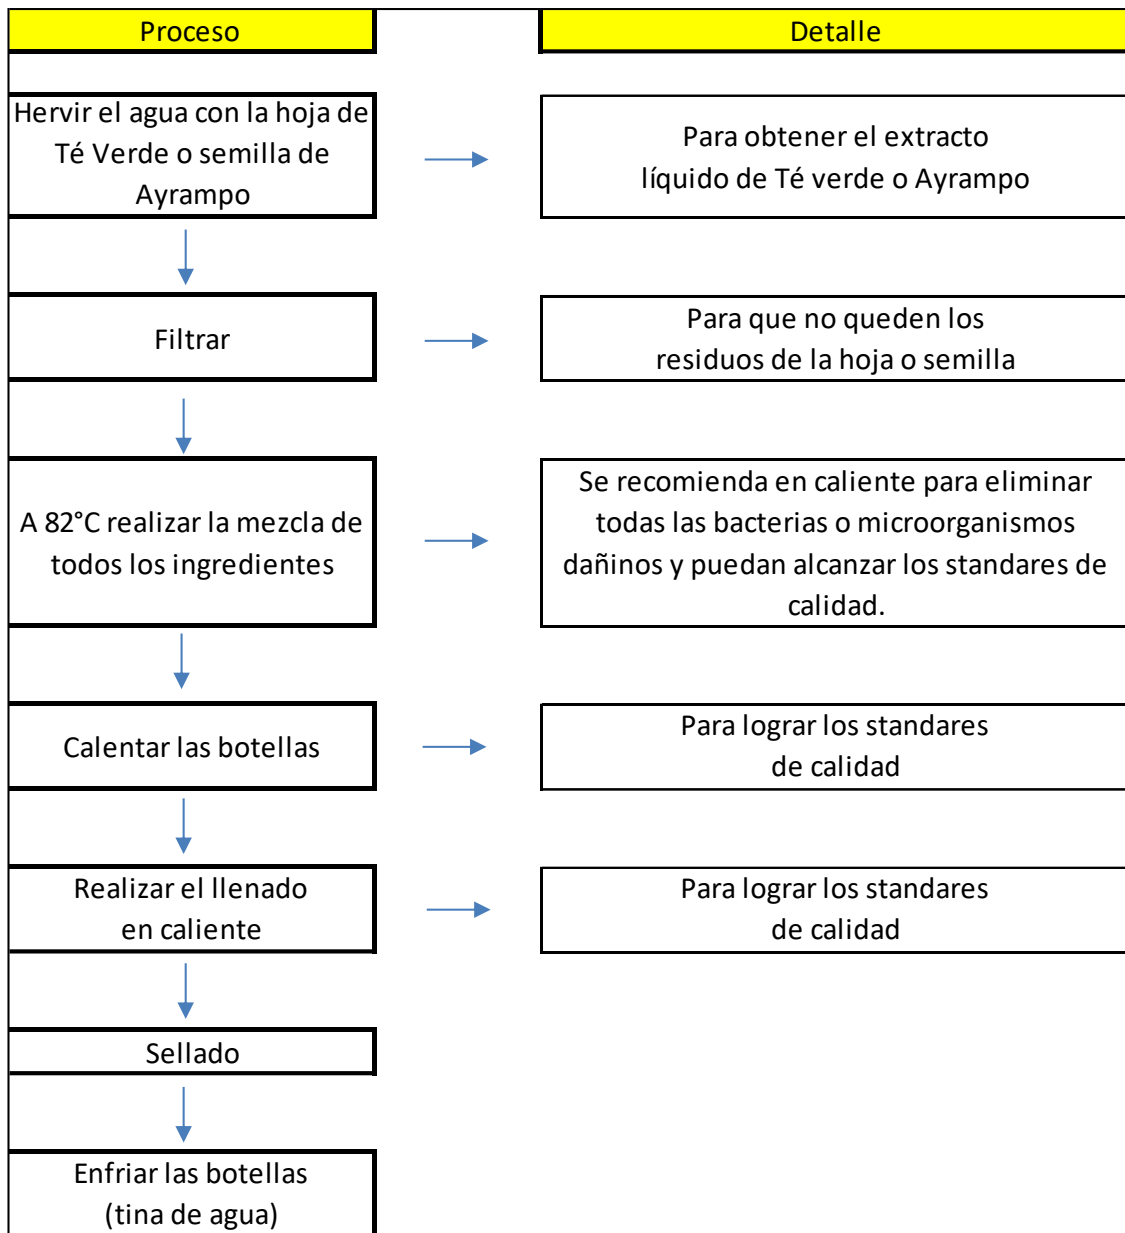 Proceso
Detalle
Hervir el agua con la hoja de
Té Verde o semilla de
Ayrampo
Para obtener el extracto
líquido de Té verde o Ayrampo
Filtrar
Para que no queden los
residuos de la hoja o semilla
A 82°C realizar la mezcla de
todos los ingredientes
Se recomienda en caliente para eliminar
todas las bacterias o microorganismos
dañinos y puedan alcanzar los standares de
calidad.
Calentar las botellas
Para lograr los standares
de calidad
Realizar el llenado
en caliente
Para lograr los standares
de calidad
Sellado
Enfriar las botellas
(tina de agua)